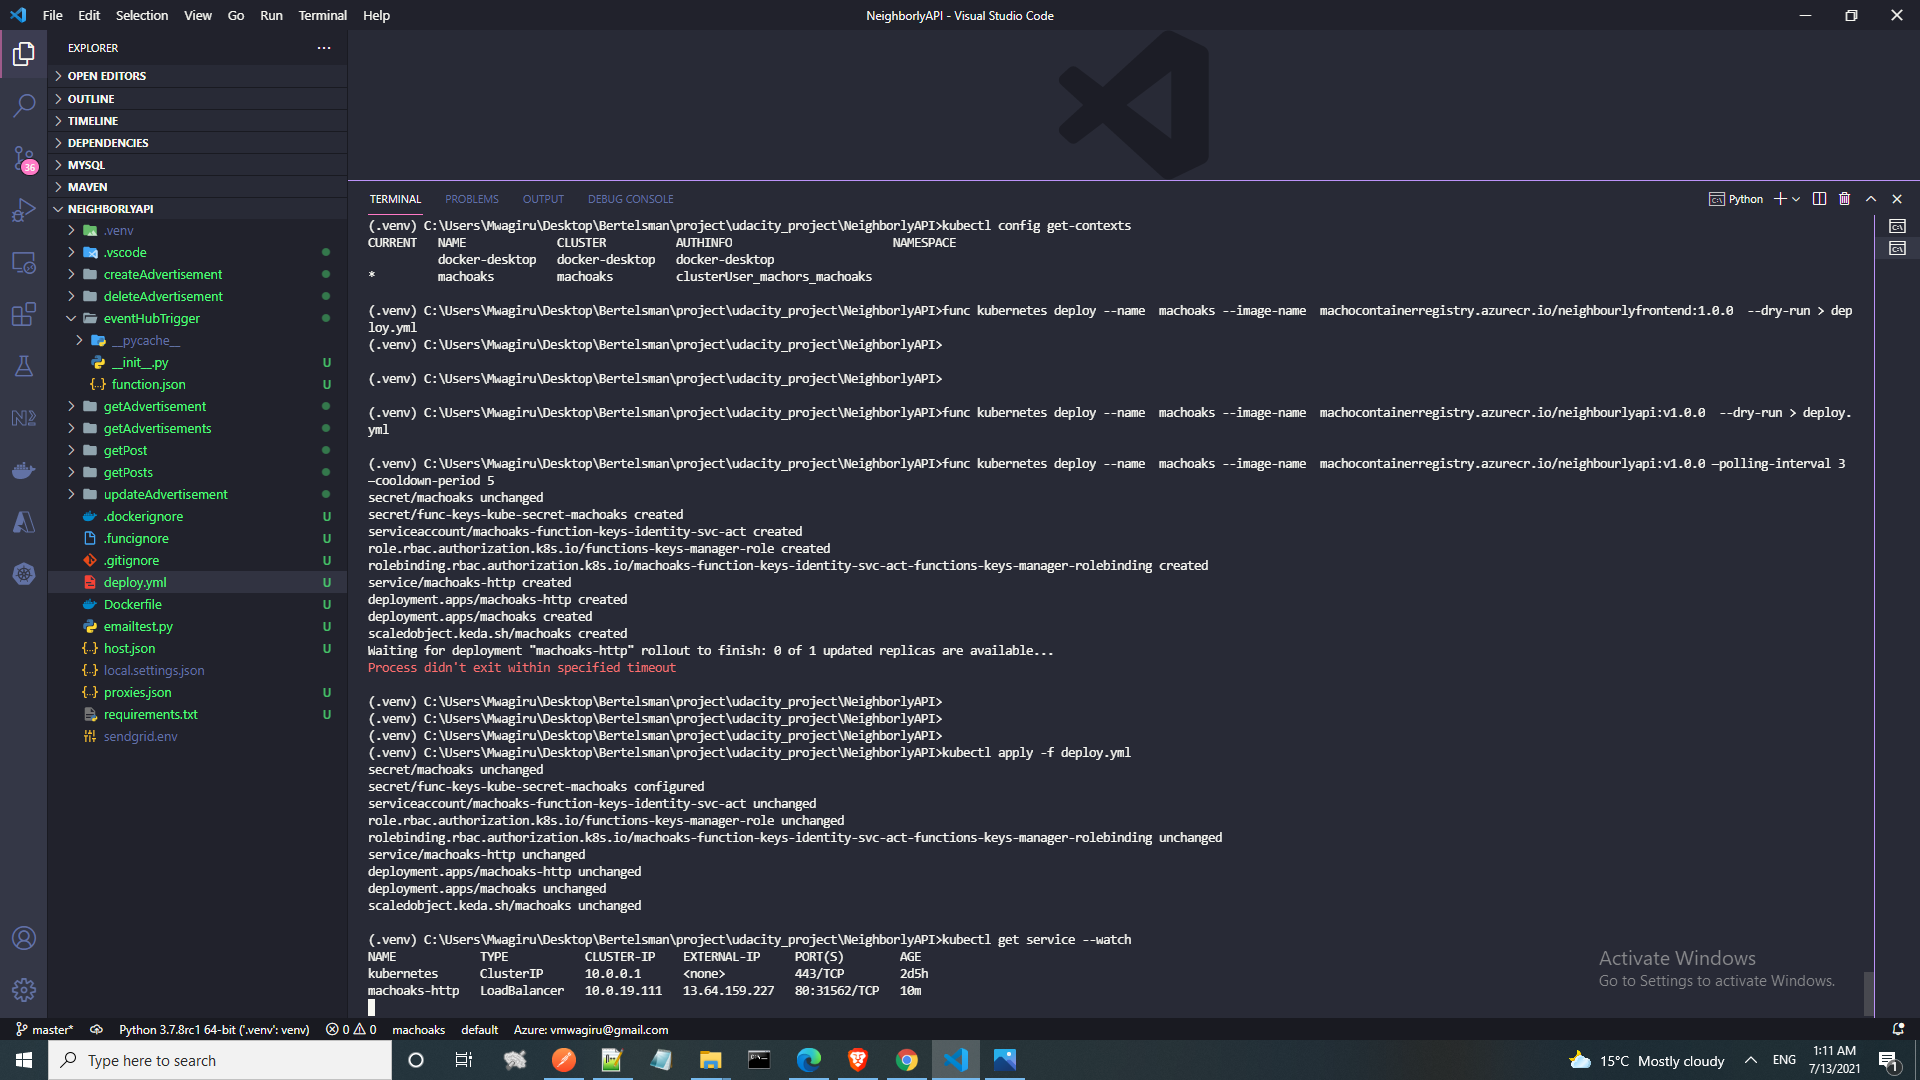 File Edit Selection View Go Run Terminal Help
NeighborlyAPI - Visual Studio Code
EXPLORER
OPEN EDITORS
OUTLINE
TIMELINE
DEPENDENCIES
MYSQL
MAVEN
NEIGHBORLYAPI
.venv
.vscode
createAdvertisement
deleteAdvertisement
eventHubTrigger
__pycache__
__init__.py U
function.json U
getAdvertisement
getAdvertisements
getPost
getPosts
updateAdvertisement
.dockerignore U
.funcignore U
.gitignore U
deploy.yml U
Dockerfile U
emailtest.py U
host.json U
local.settings.json
proxies.json U
requirements.txt U
sendgrid.env
36
TERMINAL PROBLEMS OUTPUT DEBUG CONSOLE
Python
(.venv) C:\Users\Mwagiru\Desktop\Bertelsman\project\udacity_project\NeighborlyAPI>kubectl config get-contexts
CURRENT NAME CLUSTER AUTHINFO NAMESPACE
docker-desktop docker-desktop docker-desktop
* machoaks machoaks clusterUser_machors_machoaks
(.venv) C:\Users\Mwagiru\Desktop\Bertelsman\project\udacity_project\NeighborlyAPI>func kubernetes deploy --name machoaks --image-name machocontainerregistry.azurecr.io/neighbourlyfrontend:1.0.0 --dry-run > dep
loy.yml
(.venv) C:\Users\Mwagiru\Desktop\Bertelsman\project\udacity_project\NeighborlyAPI>
(.venv) C:\Users\Mwagiru\Desktop\Bertelsman\project\udacity_project\NeighborlyAPI>
(.venv) C:\Users\Mwagiru\Desktop\Bertelsman\project\udacity_project\NeighborlyAPI>func kubernetes deploy --name machoaks --image-name machocontainerregistry.azurecr.io/neighbourlyapi:v1.0.0 --dry-run > deploy.
yml
(.venv) C:\Users\Mwagiru\Desktop\Bertelsman\project\udacity_project\NeighborlyAPI>func kubernetes deploy --name machoaks --image-name machocontainerregistry.azurecr.io/neighbourlyapi:v1.0.0 —polling-interval 3
—cooldown-period 5
secret/machoaks unchanged
secret/func-keys-kube-secret-machoaks created
serviceaccount/machoaks-function-keys-identity-svc-act created
role.rbac.authorization.k8s.io/functions-keys-manager-role created
rolebinding.rbac.authorization.k8s.io/machoaks-function-keys-identity-svc-act-functions-keys-manager-rolebinding created
service/machoaks-http created
deployment.apps/machoaks-http created
deployment.apps/machoaks created
scaledobject.keda.sh/machoaks created
Waiting for deployment "machoaks-http" rollout to finish: 0 of 1 updated replicas are available...
Process didn't exit within specified timeout
(.venv) C:\Users\Mwagiru\Desktop\Bertelsman\project\udacity_project\NeighborlyAPI>
(.venv) C:\Users\Mwagiru\Desktop\Bertelsman\project\udacity_project\NeighborlyAPI>
(.venv) C:\Users\Mwagiru\Desktop\Bertelsman\project\udacity_project\NeighborlyAPI>
(.venv) C:\Users\Mwagiru\Desktop\Bertelsman\project\udacity_project\NeighborlyAPI>kubectl apply -f deploy.yml
secret/machoaks unchanged
secret/func-keys-kube-secret-machoaks configured
serviceaccount/machoaks-function-keys-identity-svc-act unchanged
role.rbac.authorization.k8s.io/functions-keys-manager-role unchanged
rolebinding.rbac.authorization.k8s.io/machoaks-function-keys-identity-svc-act-functions-keys-manager-rolebinding unchanged
service/machoaks-http unchanged
deployment.apps/machoaks-http unchanged
deployment.apps/machoaks unchanged
scaledobject.keda.sh/machoaks unchanged
(.venv) C:\Users\Mwagiru\Desktop\Bertelsman\project\udacity_project\NeighborlyAPI>kubectl get service --watch
NAME TYPE CLUSTER-IP EXTERNAL-IP PORT(S) AGE
kubernetes ClusterIP 10.0.0.1 <none> 443/TCP 2d5h
machoaks-http LoadBalancer 10.0.19.111 13.64.159.227 80:31562/TCP 10m
Activate Windows
Go to Settings to activate Windows.
master* Python 3.7.8rc1 64-bit ('.venv': venv) 0 0 machoaks default Azure: vmwagiru@gmail.com
Type here to search
15°C Mostly cloudy
ENG
1:11 AM
7/13/2021
1